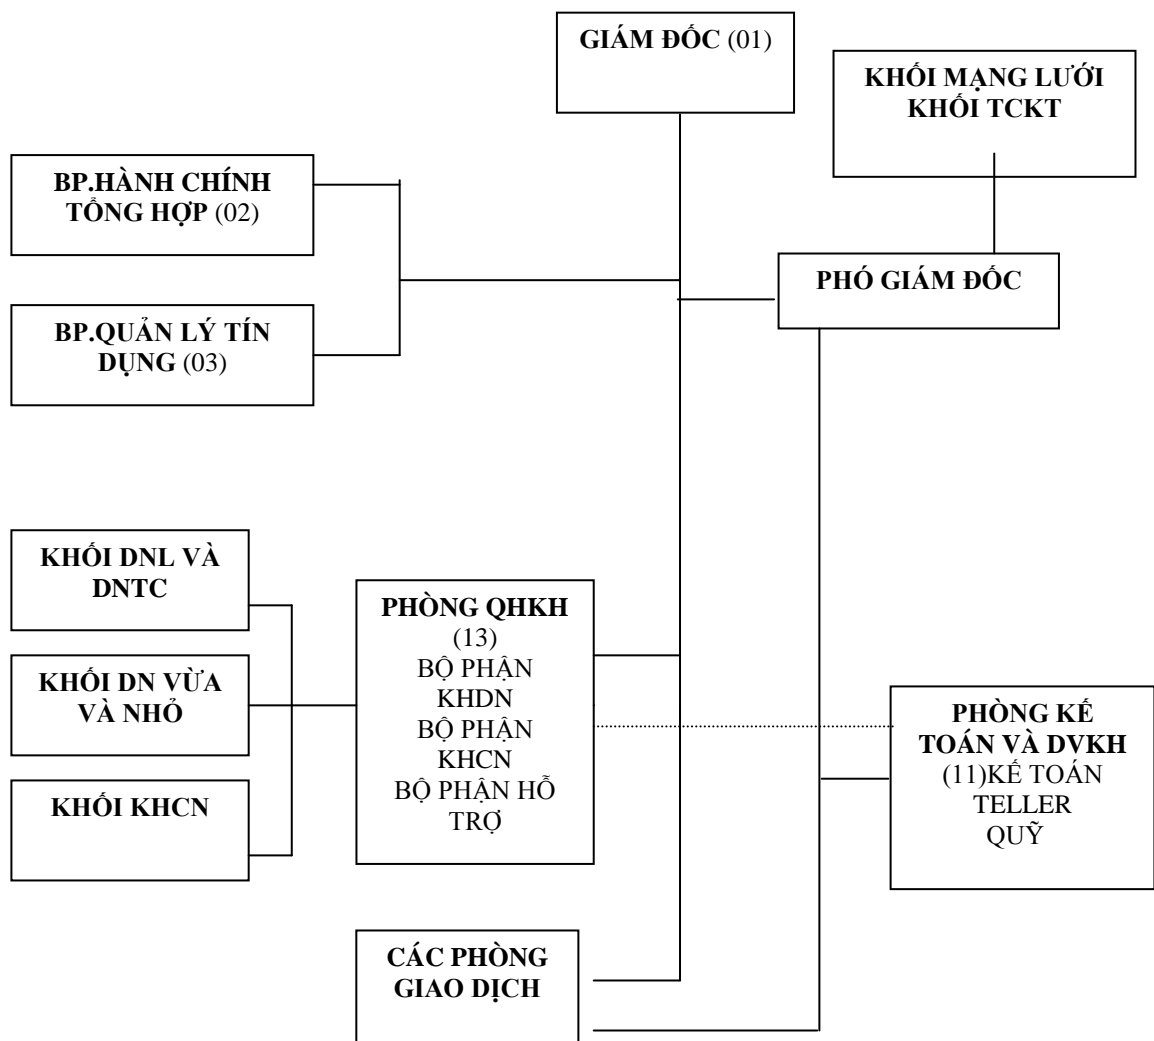 GIÁM ĐỐC (01)
KHỐI MẠNG LƯỚI
KHỐI TCKT
BP.HÀNH CHÍNH
TỔNG HỢP (02)
PHÓ GIÁM ĐỐC
BP.QUẢN LÝ TÍN
DỤNG (03)
KHỐI DNL VÀ
DNTC
KHỐI DN VỪA
VÀ NHỎ
KHỐI KHCN
PHÒNG QHKH
(13)
BỘ PHẬN
KHDN
BỘ PHẬN
KHCN
BỘ PHẬN HỖ
TRỢ
PHÒNG KẾ
TOÁN VÀ DVKH
(11)KẾ TOÁN
TELLER
QUỸ
CÁC PHÒNG
GIAO DỊCH